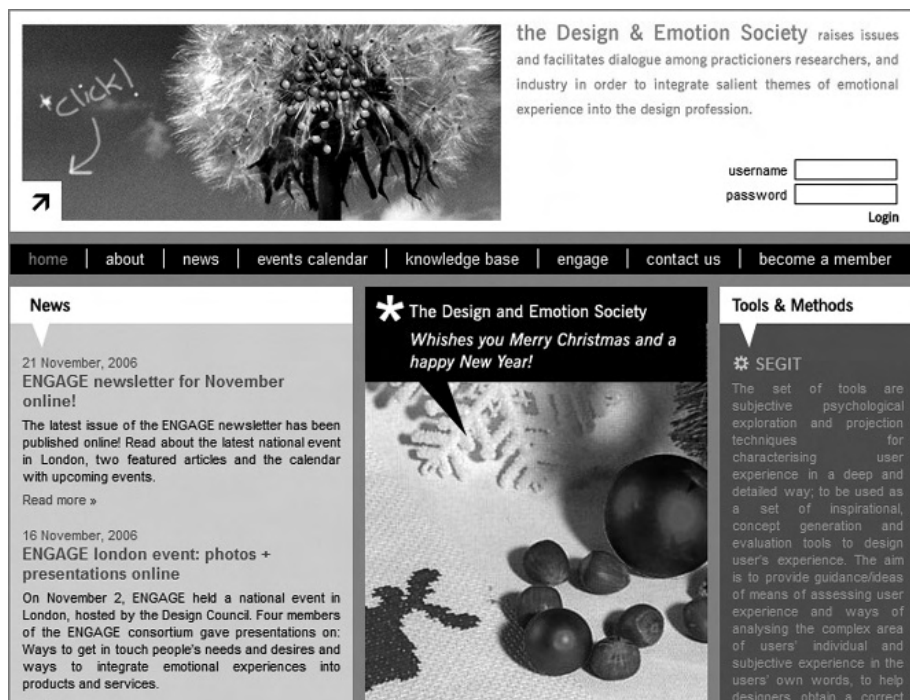 *click!
the Design & Emotion Society raises issues
and facilitates dialogue among practicioners researchers, and
industry in order to integrate salient themes of emotional
experience into the design profession.
username
password
Login
home | about | news | events calendar | knowledge base | engage | contact us | become a member
News
21 November, 2006
ENGAGE newsletter for November
online!
The latest issue of the ENGAGE newsletter has been
published online! Read about the latest national event
in London, two featured articles and the calendar
with upcoming events.
Read more »
16 November, 2006
ENGAGE london event: photos +
presentations online
On November 2, ENGAGE held a national event in
London, hosted by the Design Council. Four members
of the ENGAGE consortium gave presentations on:
Ways to get in touch people's needs and desires and
ways to integrate emotional experiences into
products and services.
* The Design and Emotion Society
Whishes you Merry Christmas and a
happy New Year!
Tools & Methods
SEGIT
The set of tools are
subjective psychological
exploration and projection
techniques for
characterising user
experience in a deep and
detailed way; to be used as
a set of inspirational,
concept generation and
evaluation tools to design
user's experience. The aim
is to provide guidance/ideas
of means of assessing user
experience and ways of
analysing the complex area
of users' individual and
subjective experience in the
users' own words, to help
designers obtain a correct